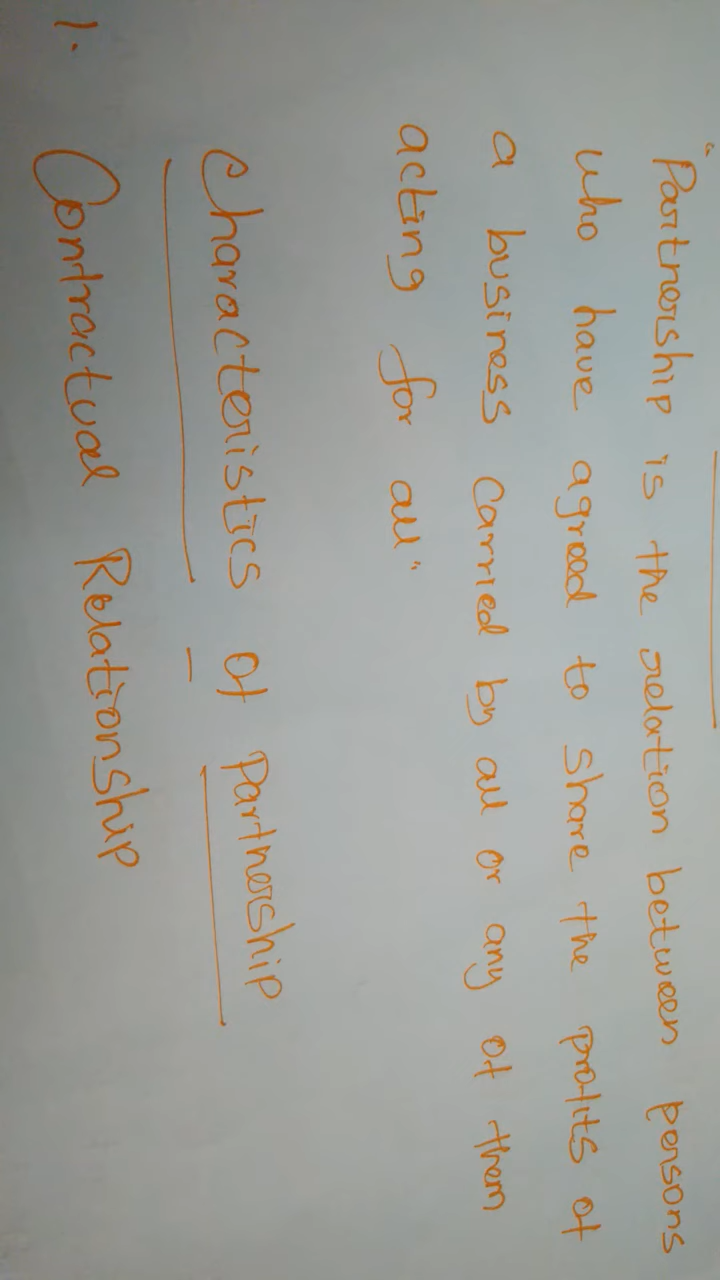 "Partnership is the relation between persons
who have agreed to share the profits of
a business carried by all or any of them
acting for all"
Characteristics of Partnership
1. Contractual Relationship